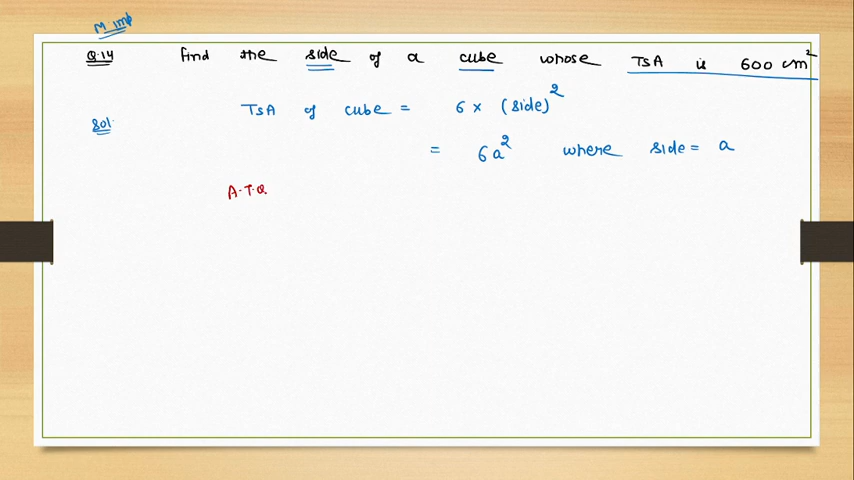 M imp
Q.14 find the side of a cube whose TSA is 600 cm²
Sol: TSA of cube = 6 × (side)²
= 6a² where side = a
A.T.Q